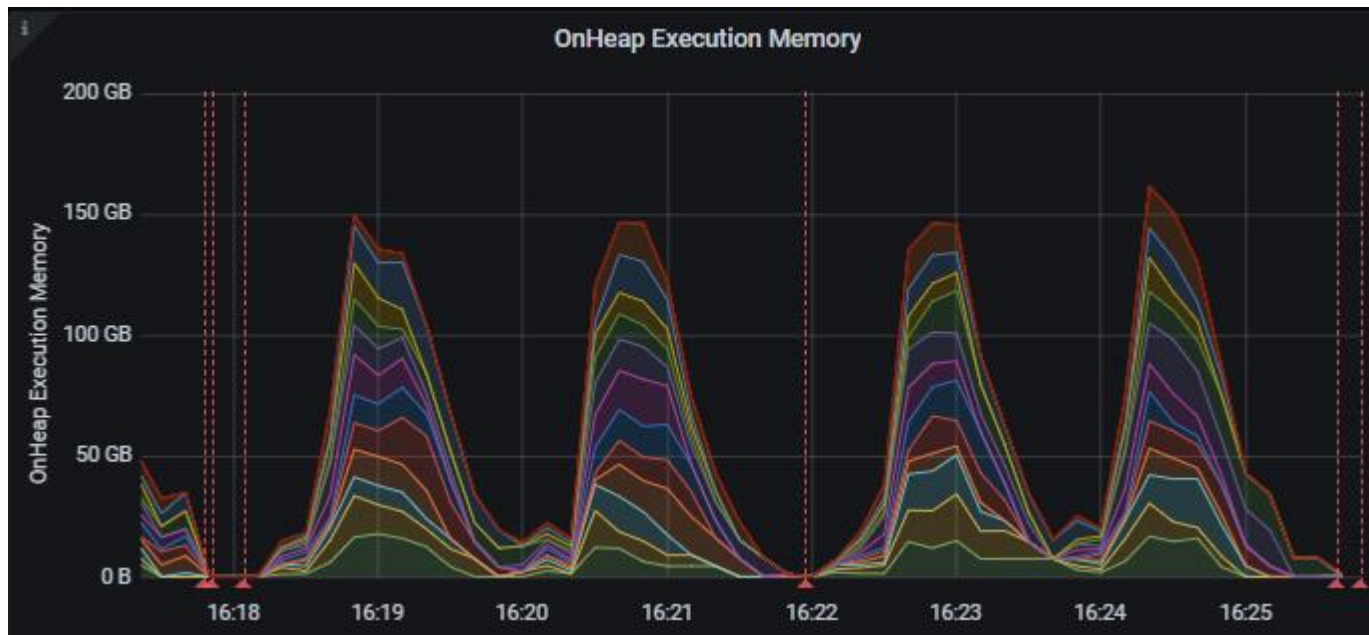 i
OnHeap Execution Memory
OnHeap Execution Memory
200 GB
150 GB
100 GB
50 GB
0 B
16:18 16:19 16:20 16:21 16:22 16:23 16:24 16:25